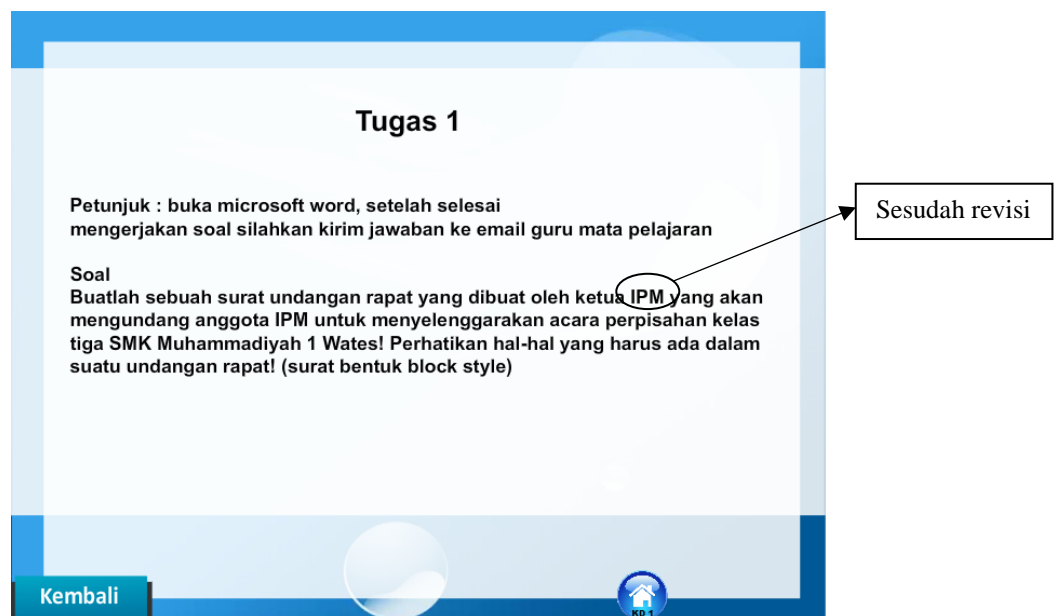 Tugas 1
Petunjuk : buka microsoft word, setelah selesai
mengerjakan soal silahkan kirim jawaban ke email guru mata pelajaran
Sesudah revisi
Soal
Buatlah sebuah surat undangan rapat yang dibuat oleh ketua IPM yang akan
mengundang anggota IPM untuk menyelenggarakan acara perpisahan kelas
tiga SMK Muhammadiyah 1 Wates! Perhatikan hal-hal yang harus ada dalam
suatu undangan rapat! (surat bentuk block style)
Kembali
KD 1